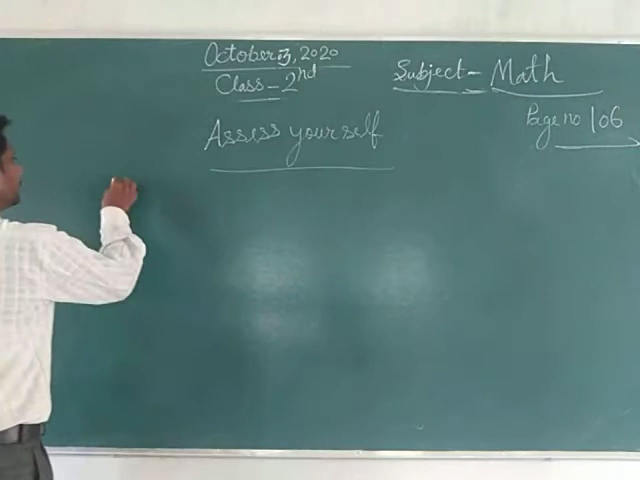 October 3, 2020
Class - 2nd
Subject - Math
Page no 106
Assess yourself